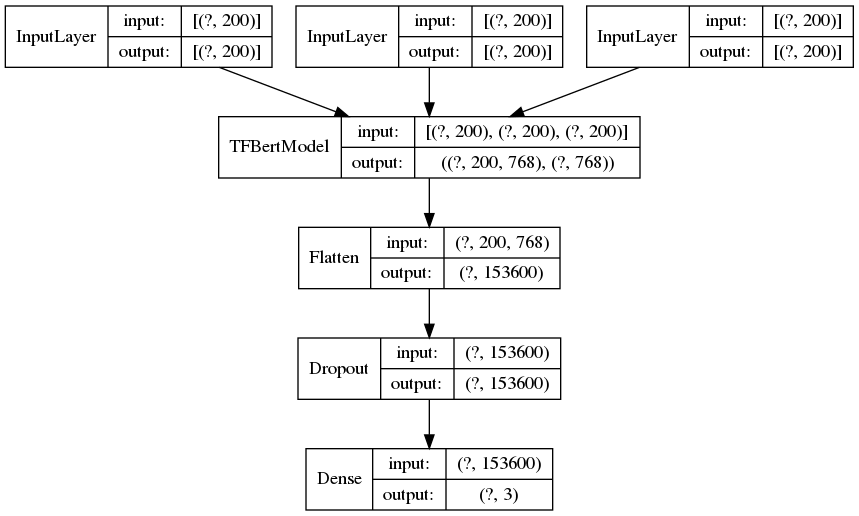 InputLayer input: [(?, 200)] output: [(?, 200)]
InputLayer input: [(?, 200)] output: [(?, 200)]
InputLayer input: [(?, 200)] output: [(?, 200)]
TFBertModel input: [(?, 200), (?, 200), (?, 200)] output: ((?, 200, 768), (?, 768))
Flatten input: (?, 200, 768) output: (?, 153600)
Dropout input: (?, 153600) output: (?, 153600)
Dense input: (?, 153600) output: (?, 3)